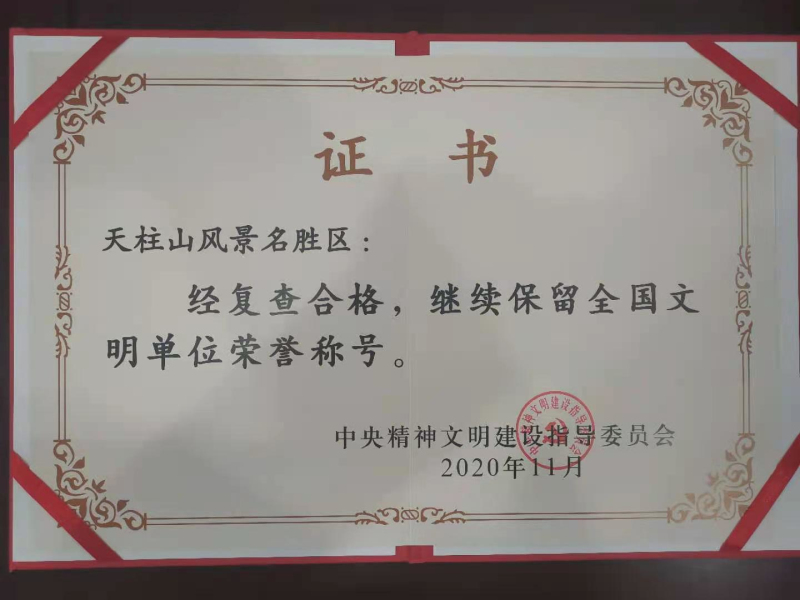 证 书
天柱山风景名胜区：
经复查合格，继续保留全国文
明单位荣誉称号。
中央精神文明建设指导委员会
2020年11月